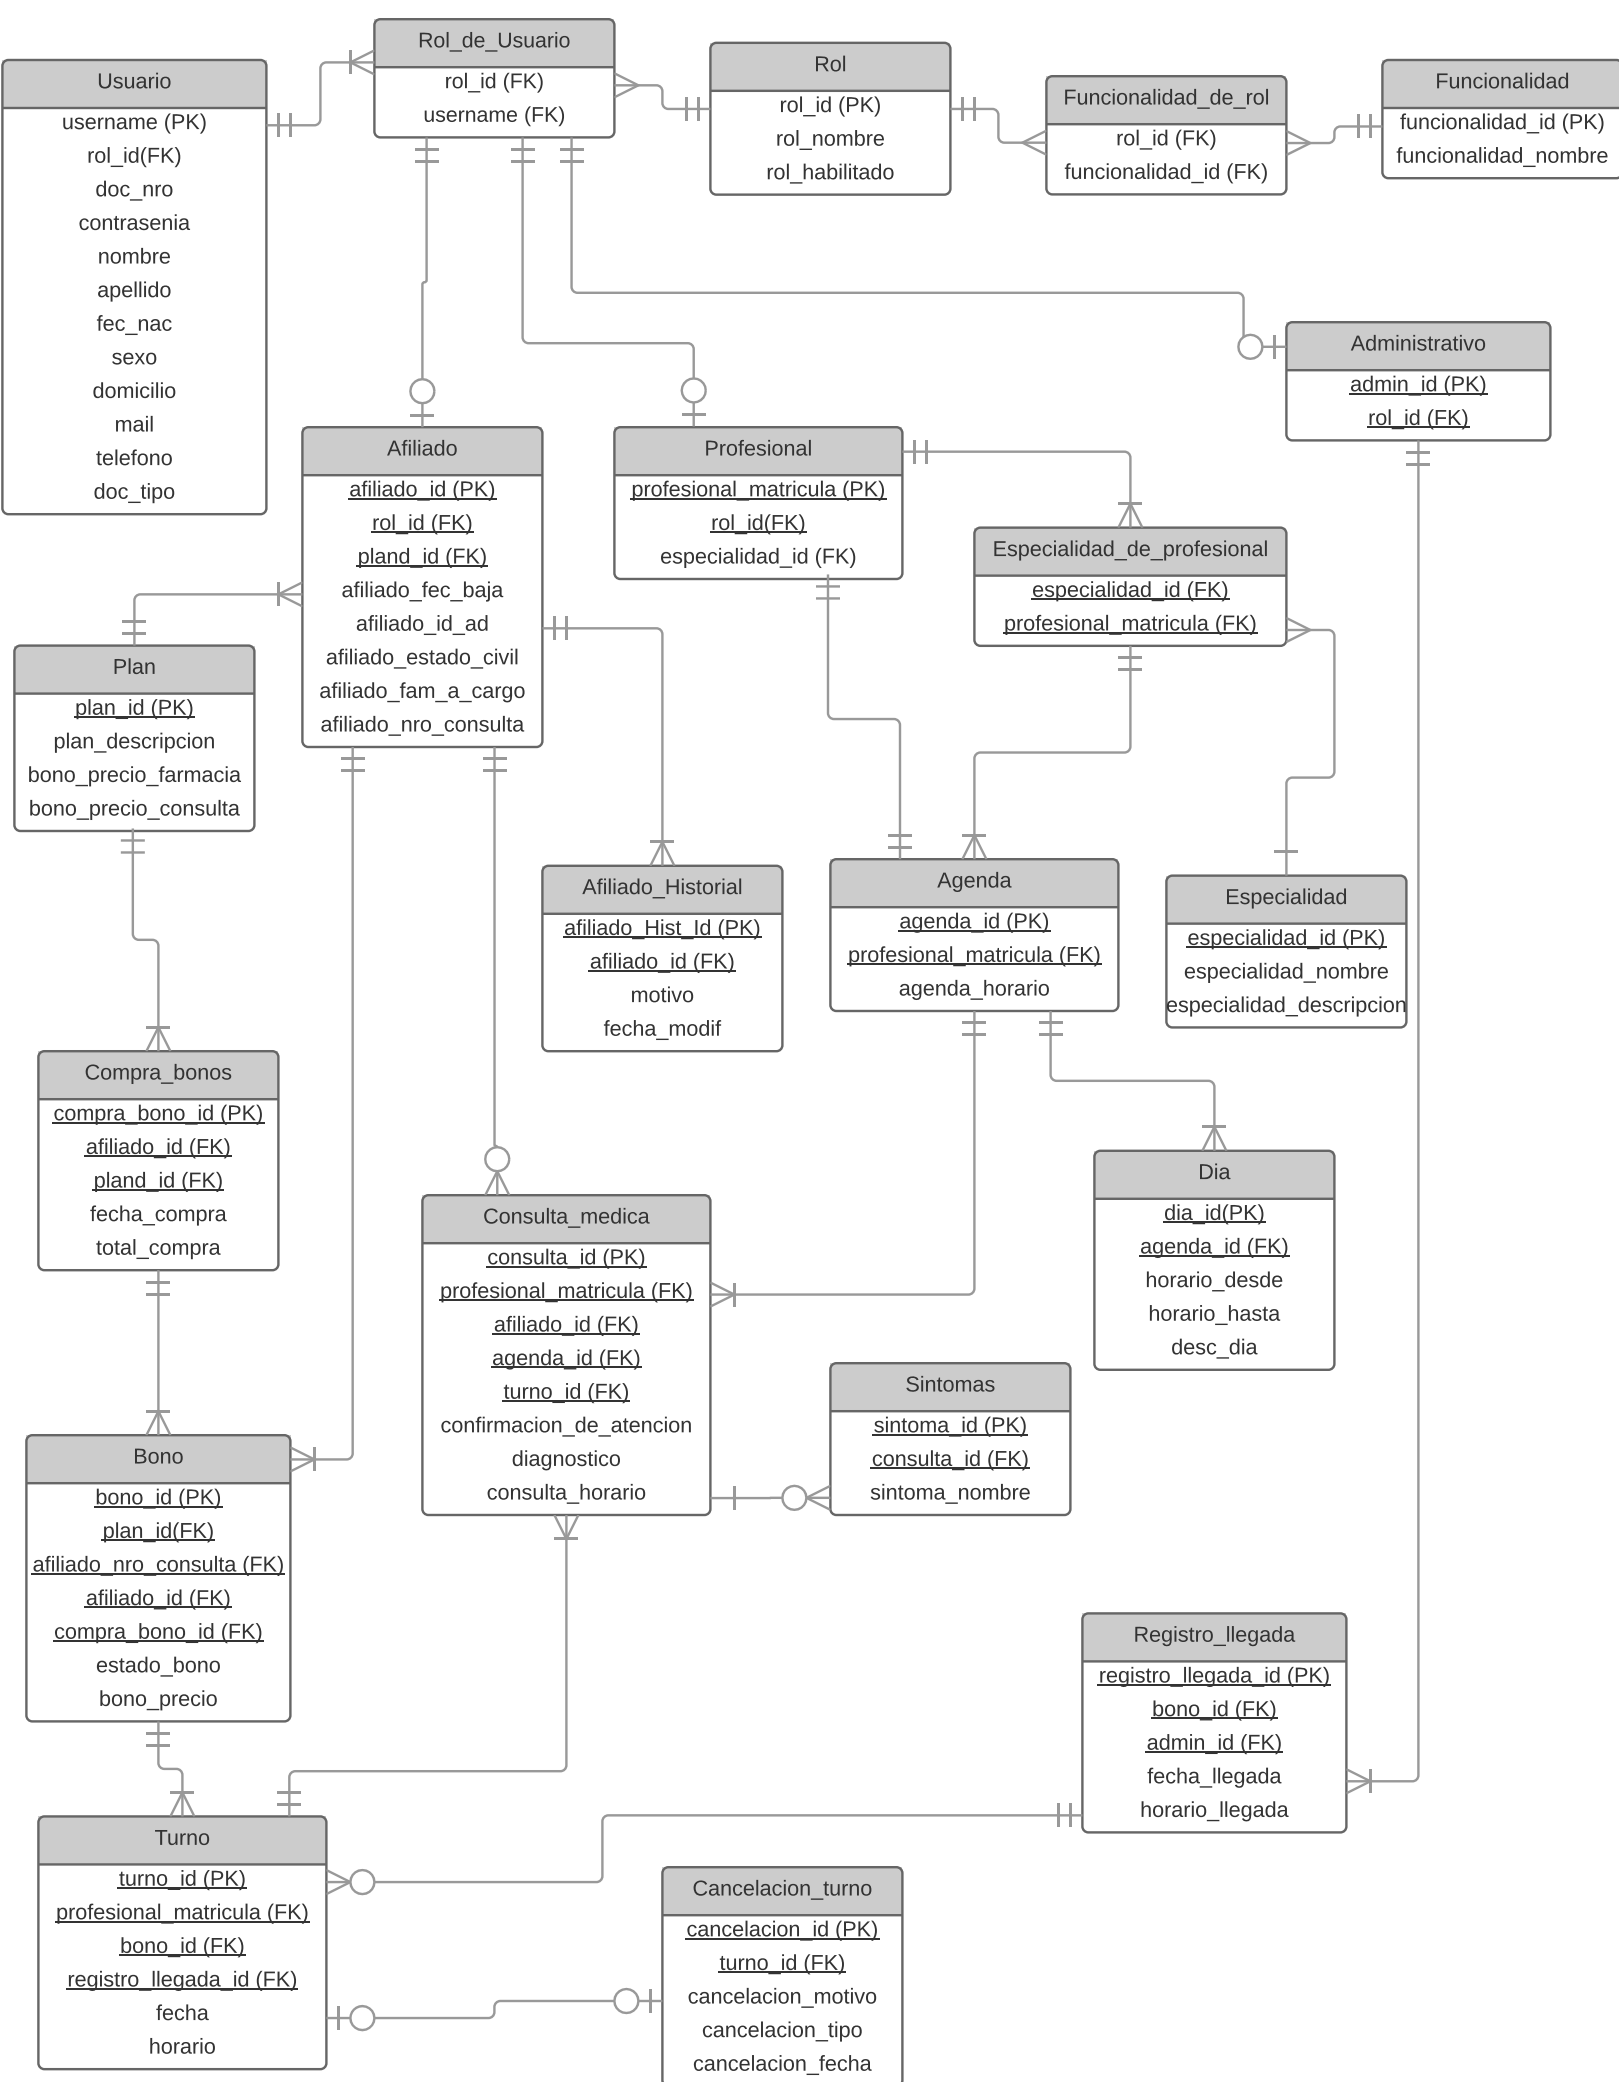 Rol_de_Usuario
rol_id (FK)
username (FK)
Usuario
username (PK)
rol_id(FK)
doc_nro
contrasenia
nombre
apellido
fec_nac
sexo
domicilio
mail
telefono
doc_tipo
Rol
rol_id (PK)
rol_nombre
rol_habilitado
Funcionalidad_de_rol
rol_id (FK)
funcionalidad_id (FK)
Funcionalidad
funcionalidad_id (PK)
funcionalidad_nombre
Administrativo
admin_id (PK)
rol_id (FK)
Afiliado
afiliado_id (PK)
rol_id (FK)
pland_id (FK)
afiliado_fec_baja
afiliado_id_ad
afiliado_estado_civil
afiliado_fam_a_cargo
afiliado_nro_consulta
Profesional
profesional_matricula (PK)
rol_id(FK)
especialidad_id (FK)
Especialidad_de_profesional
especialidad_id (FK)
profesional_matricula (FK)
Plan
plan_id (PK)
plan_descripcion
bono_precio_farmacia
bono_precio_consulta
Afiliado_Historial
afiliado_Hist_Id (PK)
afiliado_id (FK)
motivo
fecha_modif
Agenda
agenda_id (PK)
profesional_matricula (FK)
agenda_horario
Especialidad
especialidad_id (PK)
especialidad_nombre
especialidad_descripcion
Compra_bonos
compra_bono_id (PK)
afiliado_id (FK)
pland_id (FK)
fecha_compra
total_compra
Consulta_medica
consulta_id (PK)
profesional_matricula (FK)
afiliado_id (FK)
agenda_id (FK)
turno_id (FK)
confirmacion_de_atencion
diagnostico
consulta_horario
Dia
dia_id(PK)
agenda_id (FK)
horario_desde
horario_hasta
desc_dia
Sintomas
sintoma_id (PK)
consulta_id (FK)
sintoma_nombre
Bono
bono_id (PK)
plan_id(FK)
afiliado_nro_consulta (FK)
afiliado_id (FK)
compra_bono_id (FK)
estado_bono
bono_precio
Registro_llegada
registro_llegada_id (PK)
bono_id (FK)
admin_id (FK)
fecha_llegada
horario_llegada
Turno
turno_id (PK)
profesional_matricula (FK)
bono_id (FK)
registro_llegada_id (FK)
fecha
horario
Cancelacion_turno
cancelacion_id (PK)
turno_id (FK)
cancelacion_motivo
cancelacion_tipo
cancelacion_fecha